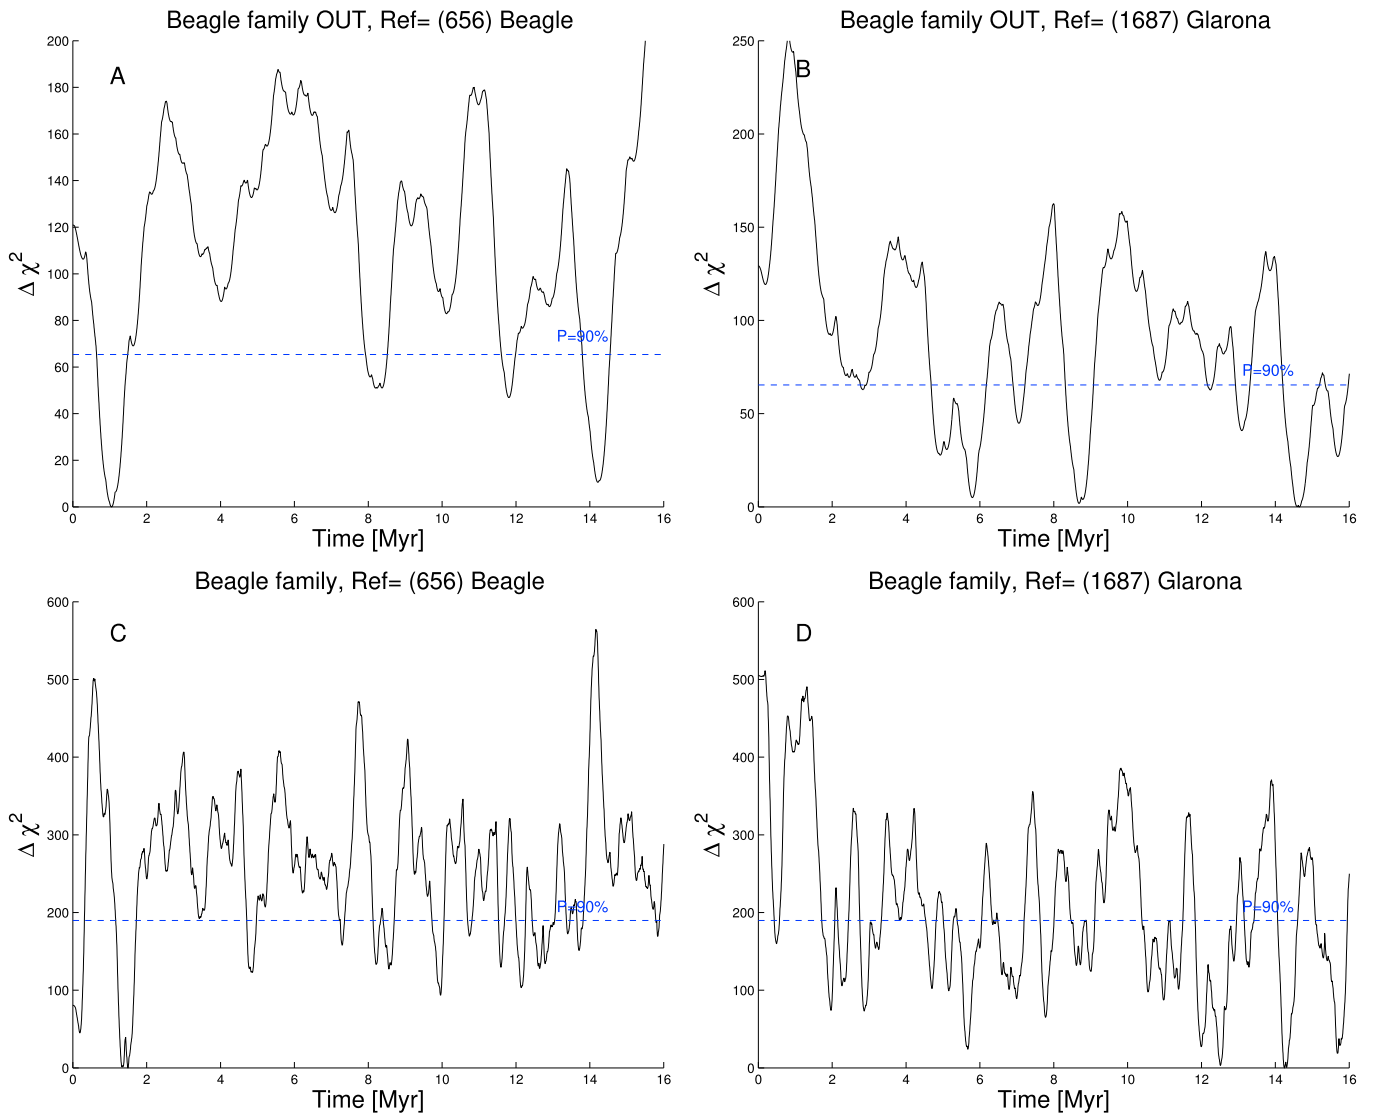 Beagle family OUT, Ref= (656) Beagle
A
200
180
160
140
120
100
80
60
40
20
0
Δ χ2
P=90%
0 2 4 6 8 10 12 14 16
Time [Myr]
Beagle family OUT, Ref= (1687) Glarona
B
250
200
150
100
50
0
Δ χ2
P=90%
0 2 4 6 8 10 12 14 16
Time [Myr]
Beagle family, Ref= (656) Beagle
C
600
500
400
300
200
100
0
Δ χ2
P=90%
0 2 4 6 8 10 12 14 16
Time [Myr]
Beagle family, Ref= (1687) Glarona
D
600
500
400
300
200
100
0
Δ χ2
P=90%
0 2 4 6 8 10 12 14 16
Time [Myr]